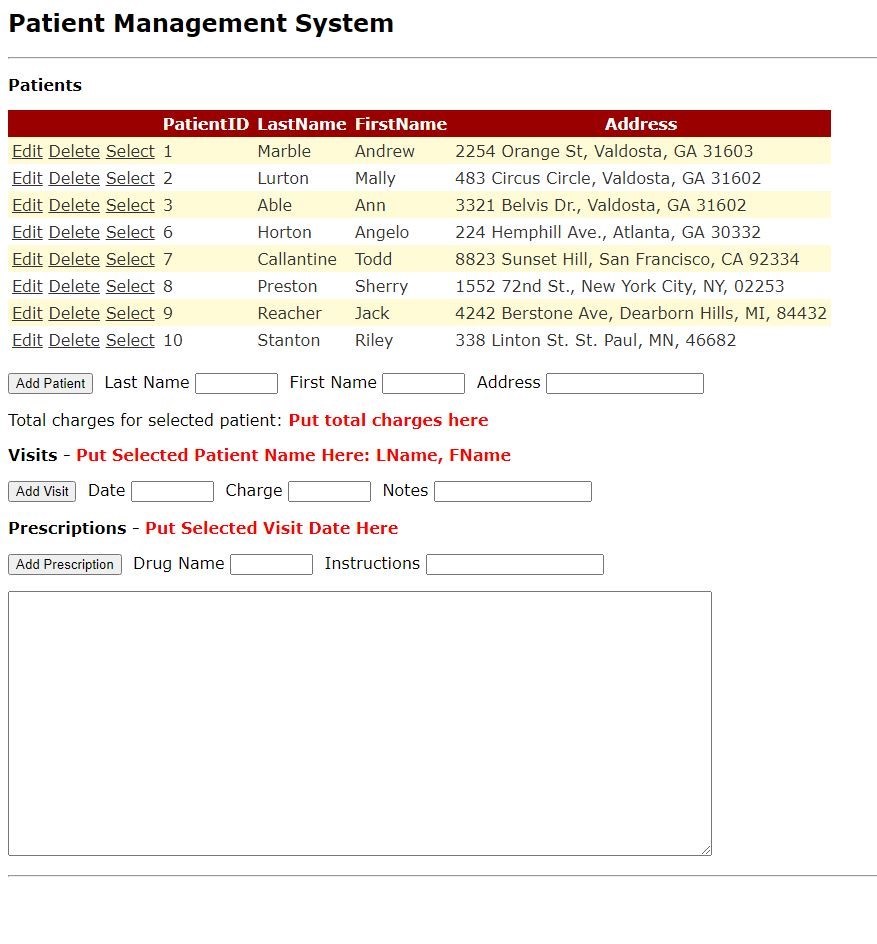 Patient Management System
Patients
PatientID LastName FirstName Address
Edit Delete Select 1 Marble Andrew 2254 Orange St, Valdosta, GA 31603
Edit Delete Select 2 Lurton Mally 483 Circus Circle, Valdosta, GA 31602
Edit Delete Select 3 Able Ann 3321 Belvis Dr., Valdosta, GA 31602
Edit Delete Select 6 Horton Angelo 224 Hemphill Ave., Atlanta, GA 30332
Edit Delete Select 7 Callantine Todd 8823 Sunset Hill, San Francisco, CA 92334
Edit Delete Select 8 Preston Sherry 1552 72nd St., New York City, NY, 02253
Edit Delete Select 9 Reacher Jack 4242 Berstone Ave, Dearborn Hills, MI, 84432
Edit Delete Select 10 Stanton Riley 338 Linton St. St. Paul, MN, 46682
Add Patient Last Name First Name Address
Total charges for selected patient: Put total charges here
Visits - Put Selected Patient Name Here: LName, FName
Add Visit Date Charge Notes
Prescriptions - Put Selected Visit Date Here
Add Prescription Drug Name Instructions